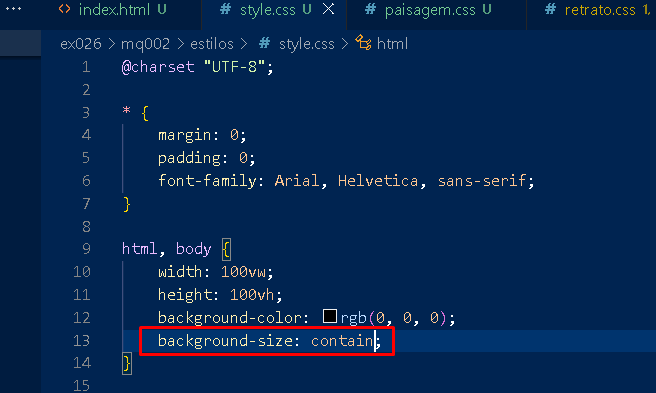 ... <> index.html U # style.css U X # paisagem.css U # retrato.css 1,
ex026 > mq002 > estilos > # style.css > html
1 @charset "UTF-8";
2
3 * {
4 margin: 0;
5 padding: 0;
6 font-family: Arial, Helvetica, sans-serif;
7 }
8
9 html, body {
10 width: 100vw;
11 height: 100vh;
12 background-color: rgb(0, 0, 0);
13 background-size: contain;
14 }
15